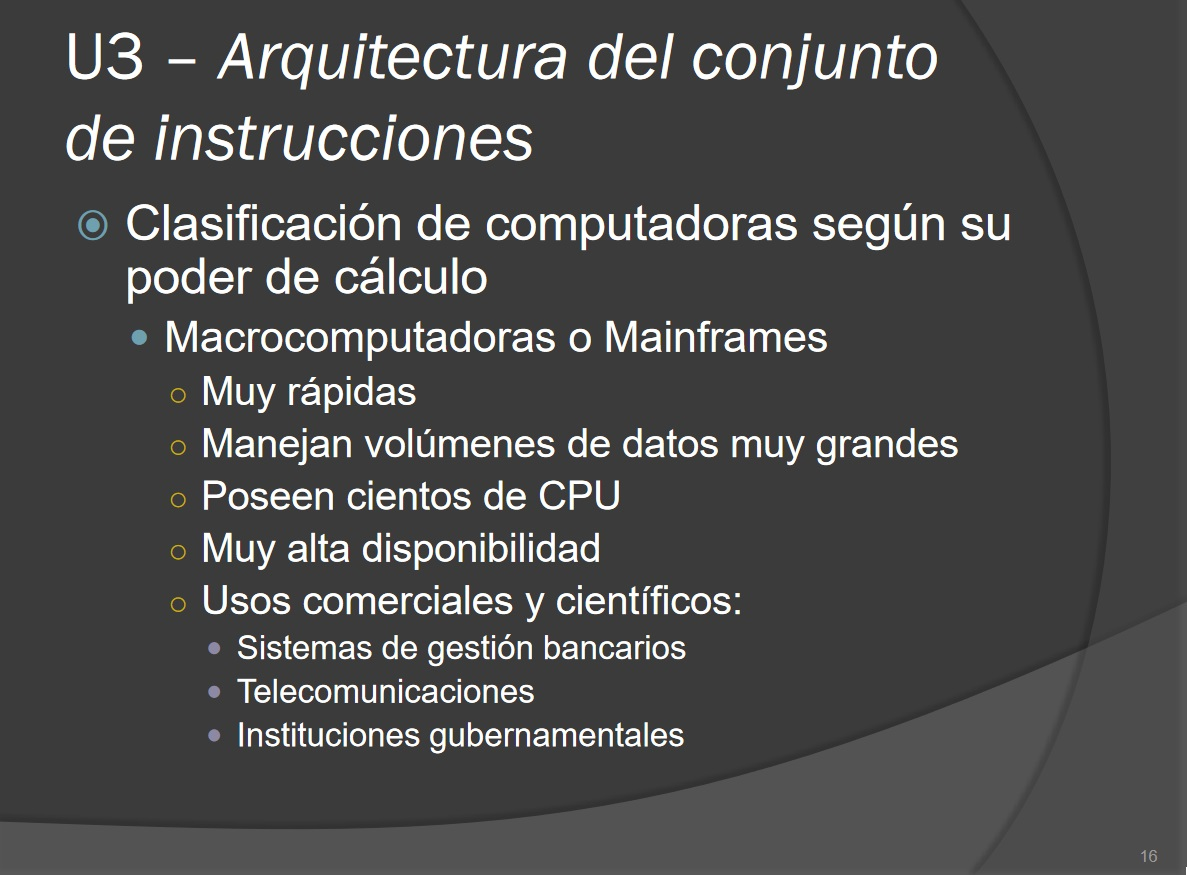 U3 – Arquitectura del conjunto
de instrucciones
Clasificación de computadoras según su
poder de cálculo
Macrocomputadoras o Mainframes
Muy rápidas
Manejan volúmenes de datos muy grandes
Poseen cientos de CPU
Muy alta disponibilidad
Usos comerciales y científicos:
Sistemas de gestión bancarios
Telecomunicaciones
Instituciones gubernamentales
16